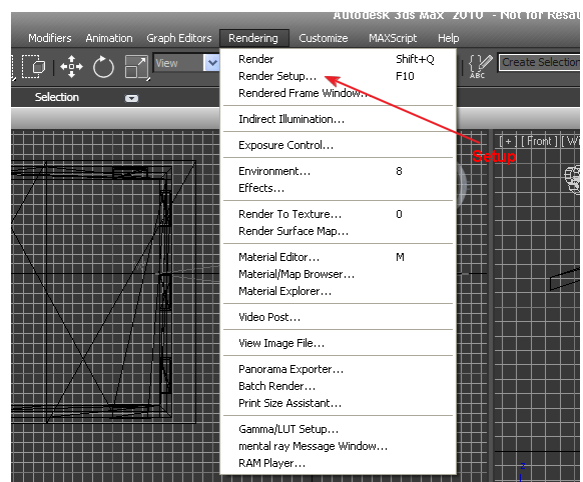 Autodesk 3ds Max 2010 - Not for Resa
Modifiers Animation Graph Editors Rendering Customize MAXScript Help
View
ABC
Create Selection
Selection
Render Shift+Q
Render Setup... F10
Rendered Frame Window...
Indirect Illumination...
Exposure Control...
Environment... 8
Effects...
Render To Texture... 0
Render Surface Map...
Material Editor... M
Material/Map Browser...
Material Explorer...
Video Post...
View Image File...
Panorama Exporter...
Batch Render...
Print Size Assistant...
Gamma/LUT Setup...
mental ray Message Window...
RAM Player...
[ + ] [ Front ] [ Wi
Setup
z